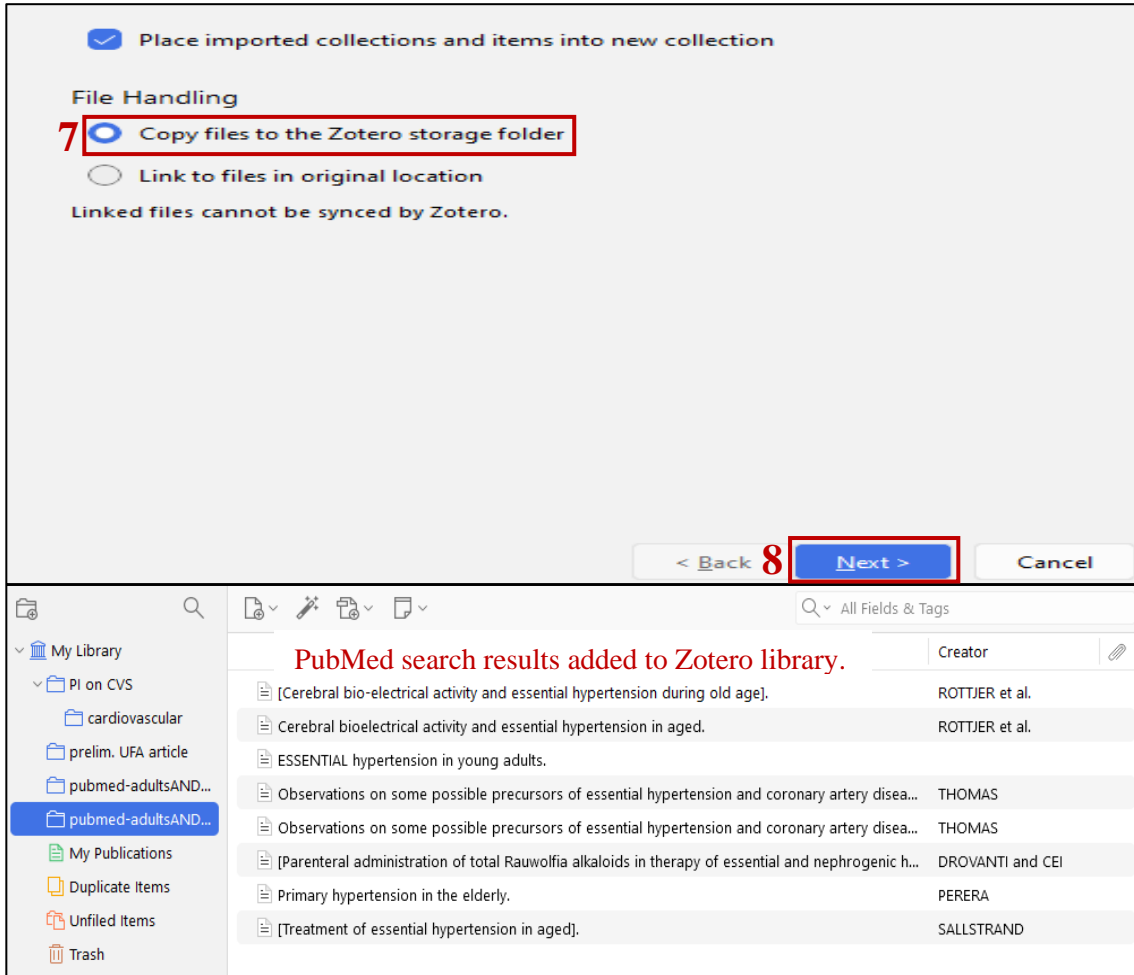 Place imported collections and items into new collection
File Handling
7 Copy files to the Zotero storage folder
Link to files in original location
Linked files cannot be synced by Zotero.
< Back 8 Next > Cancel
All Fields & Tags
My Library
PubMed search results added to Zotero library.
Creator
PI on CVS
cardiovascular
prelim. UFA article
pubmed-adultsAND...
pubmed-adultsAND...
My Publications
Duplicate Items
Unfiled Items
Trash
[Cerebral bio-electrical activity and essential hypertension during old age]. ROTTJER et al.
Cerebral bioelectrical activity and essential hypertension in aged. ROTTJER et al.
ESSENTIAL hypertension in young adults.
Observations on some possible precursors of essential hypertension and coronary artery disea... THOMAS
Observations on some possible precursors of essential hypertension and coronary artery disea... THOMAS
[Parenteral administration of total Rauwolfia alkaloids in therapy of essential and nephrogenic h... DROVANTI and CEI
Primary hypertension in the elderly. PERERA
[Treatment of essential hypertension in aged]. SALLSTRAND